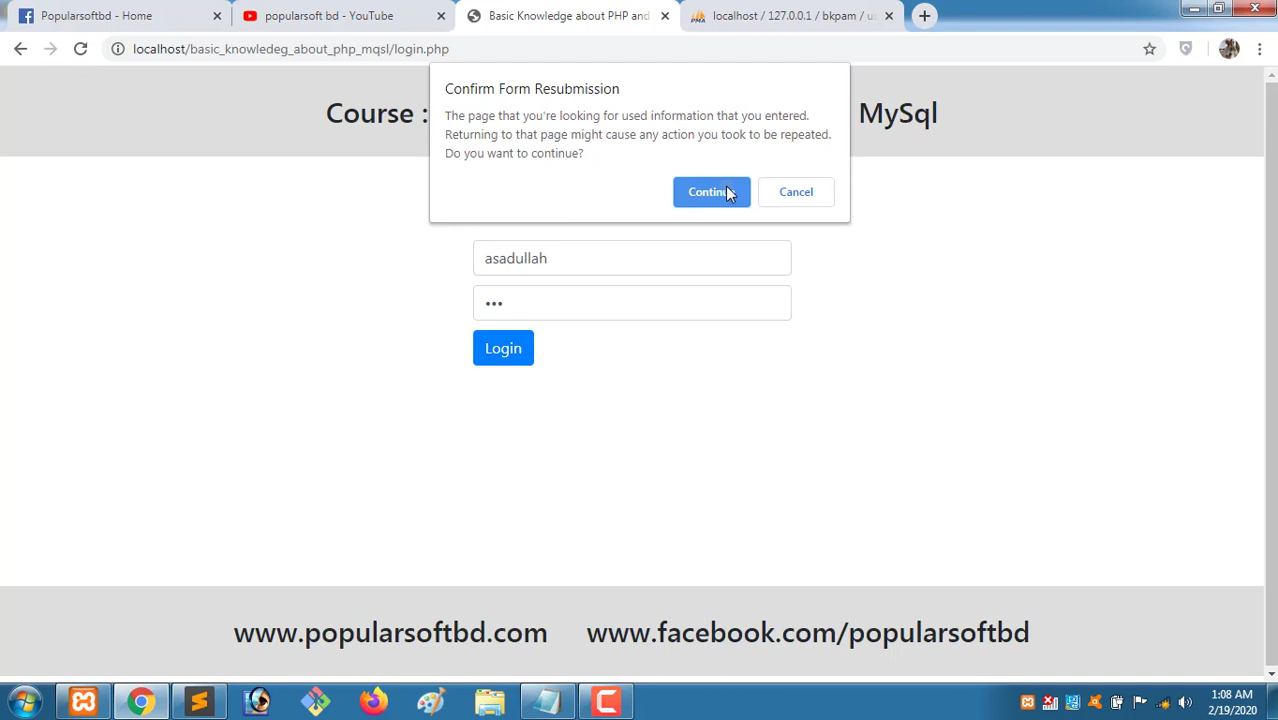 Popularsoftbd - Home
popularsoft bd - YouTube
Basic Knowledge about PHP and
localhost / 127.0.0.1 / bkpam / us
localhost/basic_knowledeg_about_php_mqsl/login.php
Course :
MySql
Confirm Form Resubmission
The page that you're looking for used information that you entered.
Returning to that page might cause any action you took to be repeated.
Do you want to continue?
Continue
Cancel
asadullah
Login
www.popularsoftbd.com www.facebook.com/popularsoftbd
1:08 AM
2/19/2020